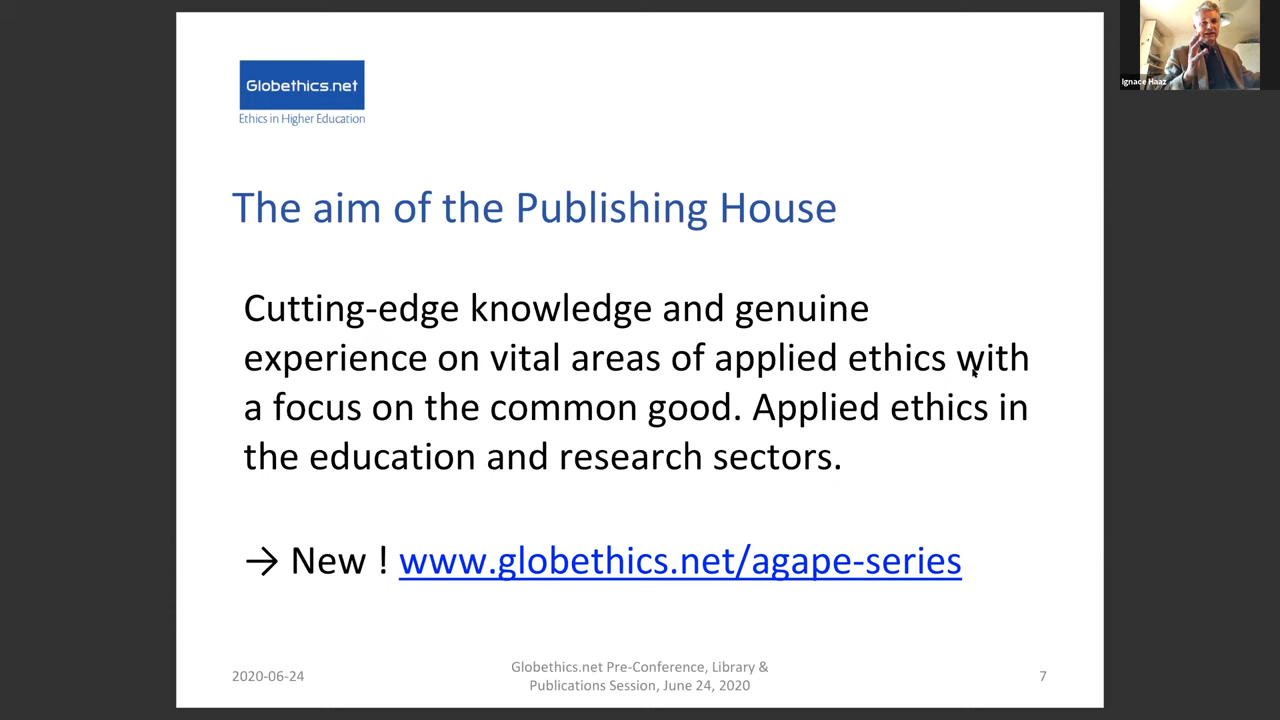 Globethics.net
Ethics in Higher Education
Ignace Haaz
The aim of the Publishing House
Cutting-edge knowledge and genuine
experience on vital areas of applied ethics with
a focus on the common good. Applied ethics in
the education and research sectors.
→ New ! www.globethics.net/agape-series
2020-06-24
Globethics.net Pre-Conference, Library &
Publications Session, June 24, 2020
7